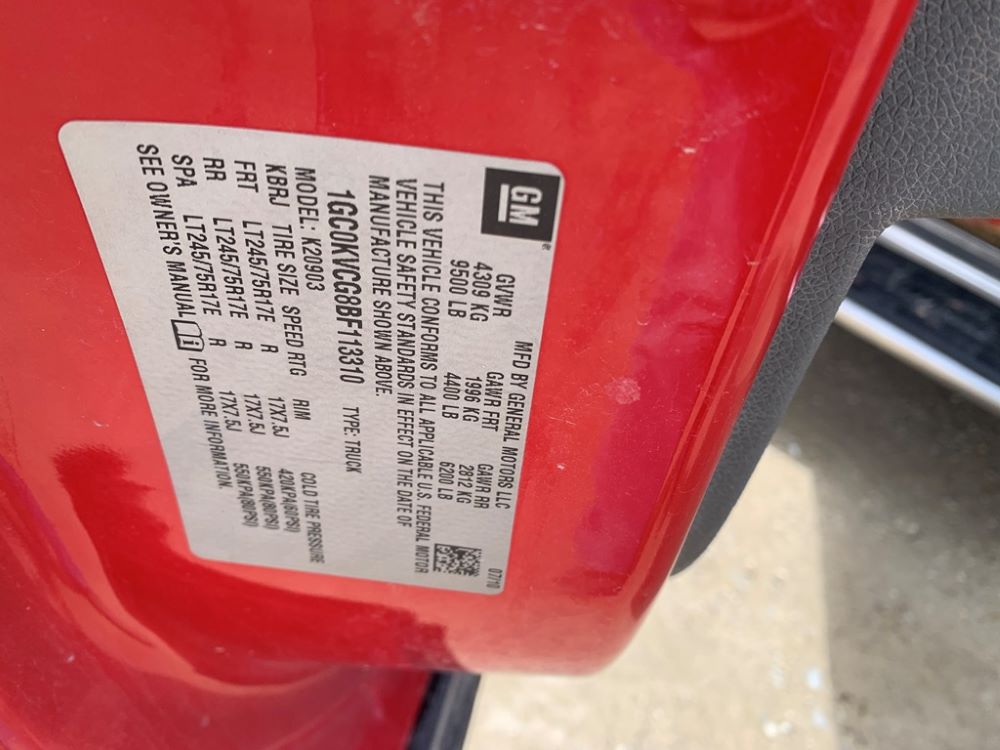 GM
MFD BY GENERAL MOTORS LLC 07/10
GVWR GAWR FRT GAWR RR
4309 KG 1996 KG 2812 KG
9500 LB 4400 LB 6200 LB
THIS VEHICLE CONFORMS TO ALL APPLICABLE U.S. FEDERAL MOTOR
VEHICLE SAFETY STANDARDS IN EFFECT ON THE DATE OF
MANUFACTURE SHOWN ABOVE.
1GC0KVCG8BF113310 TYPE: TRUCK
MODEL: K20903
KBRJ TIRE SIZE SPEED RTG RIM COLD TIRE PRESSURE
FRT LT245/75R17E R 17X7.5J 420KPA(60PSI)
RR LT245/75R17E R 17X7.5J 550KPA(80PSI)
SPA LT245/75R17E R 17X7.5J 550KPA(80PSI)
SEE OWNER'S MANUAL FOR MORE INFORMATION.